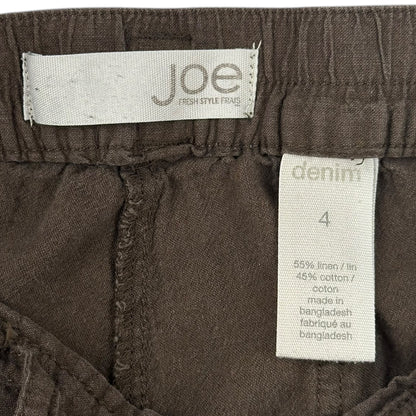 joe
FRESH STYLE FRAIS
denim
4
55% linen / lin
45% cotton /
coton
made in
bangladesh
fabriqué au
bangladesh